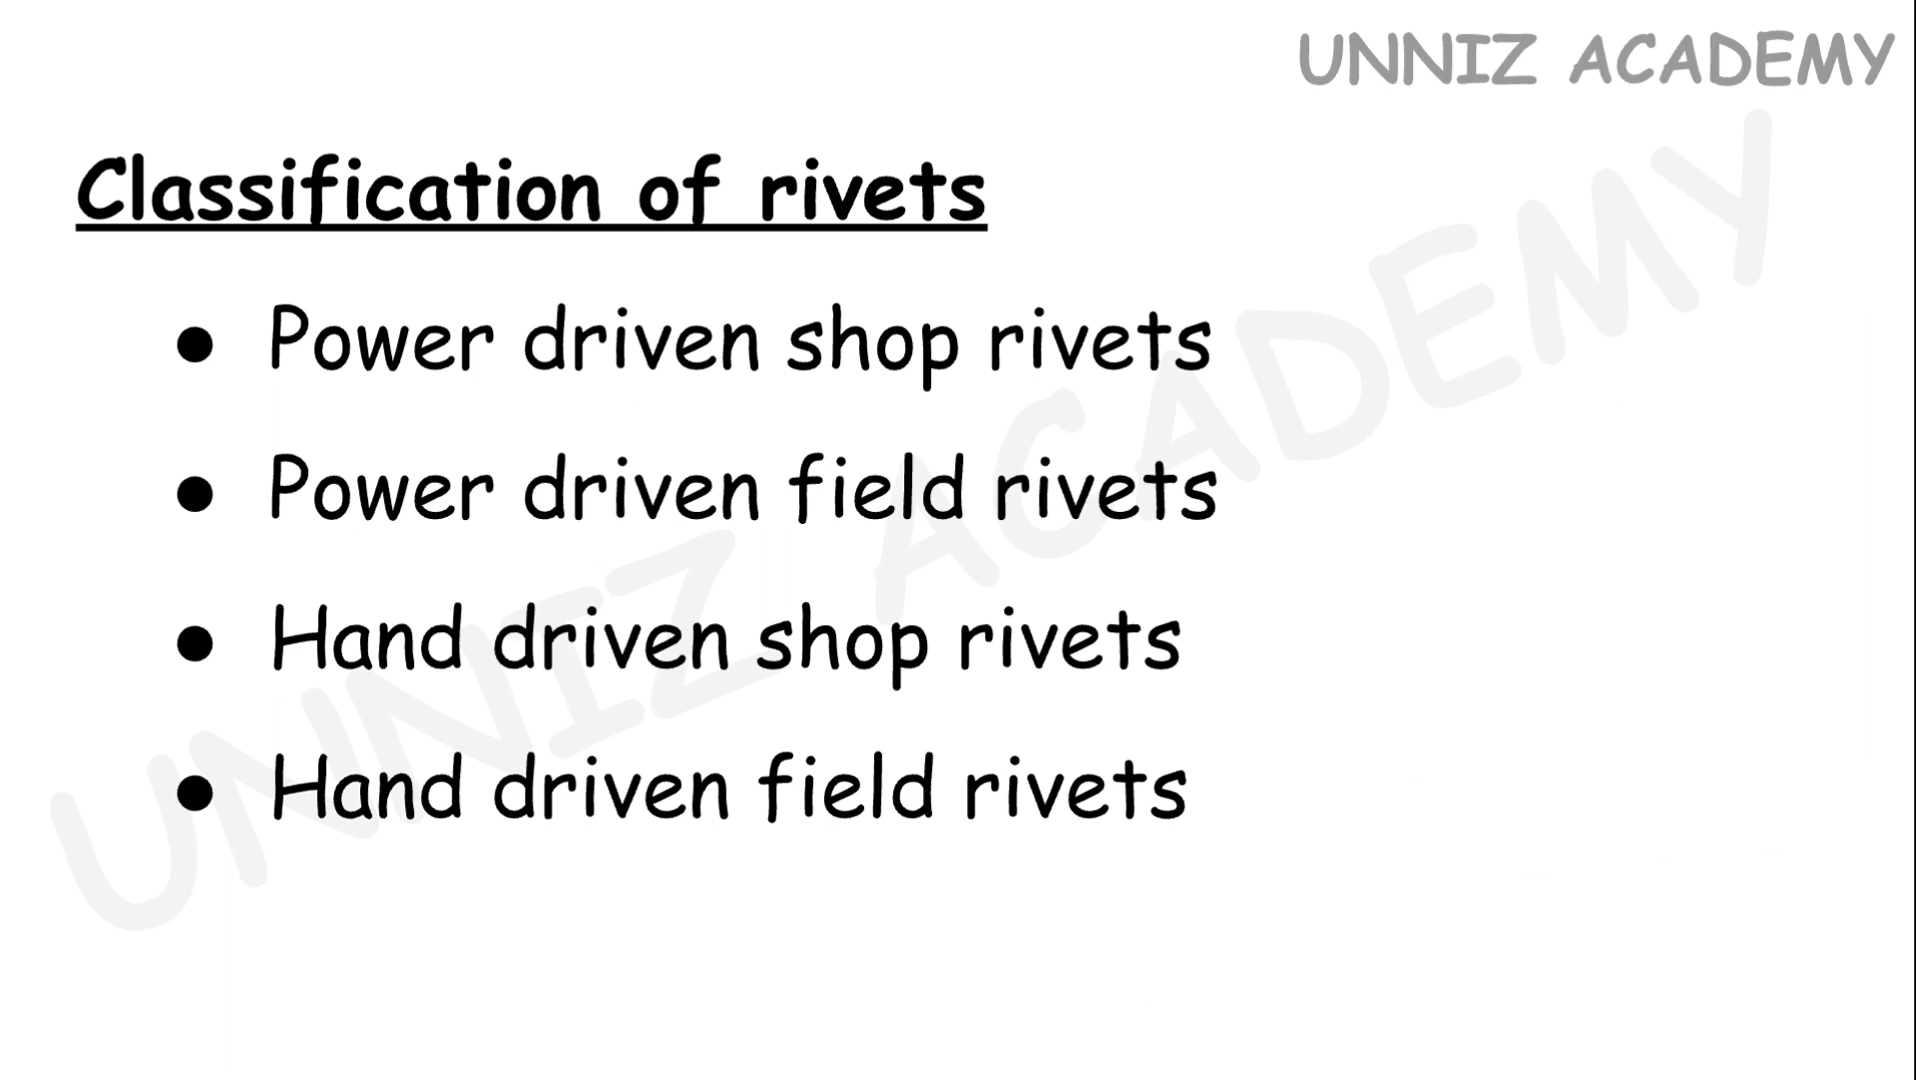 UNNIZ ACADEMY
Classification of rivets
● Power driven shop rivets
● Power driven field rivets
● Hand driven shop rivets
● Hand driven field rivets
UNNIZ ACADEMY